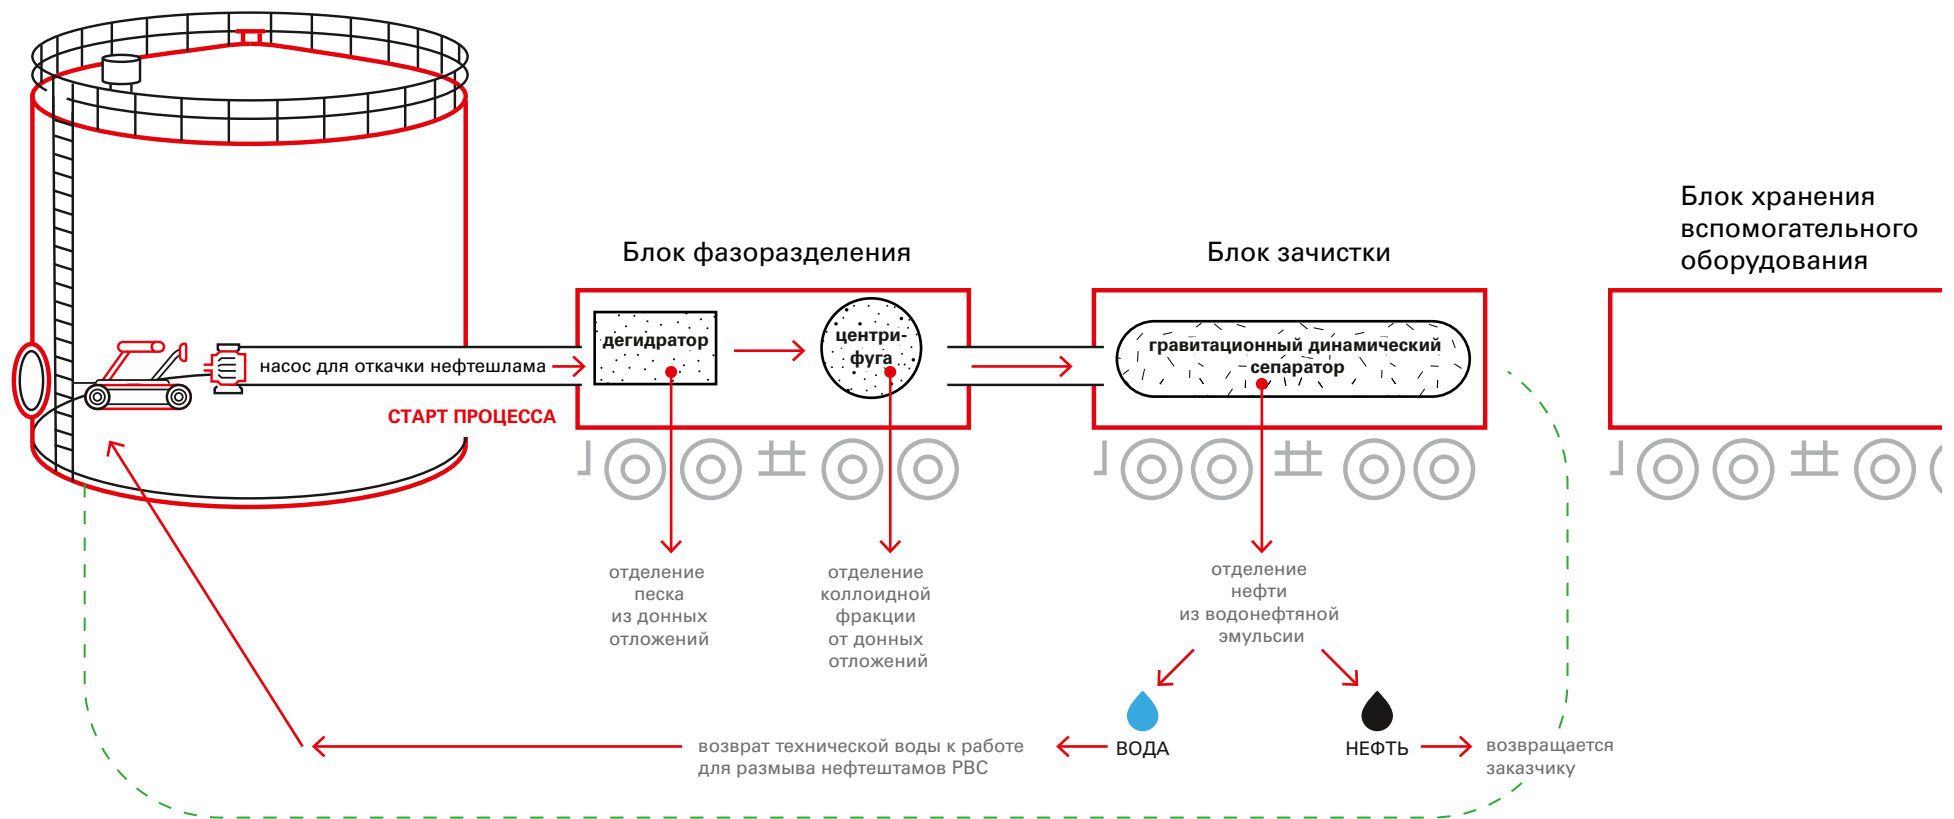 Блок хранения
вспомогательного
оборудования
Блок фазоразделения
Блок зачистки
дегидратор
центри-
фуга
гравитационный динамический
сепаратор
насос для откачки нефтешлама
СТАРТ ПРОЦЕССА
отделение
песка
из донных
отложений
отделение
коллоидной
фракции
от донных
отложений
отделение
нефти
из водонефтяной
эмульсии
возврат технической воды к работе
для размыва нефтештамов РВС
ВОДА
НЕФТЬ
возвращается
заказчику